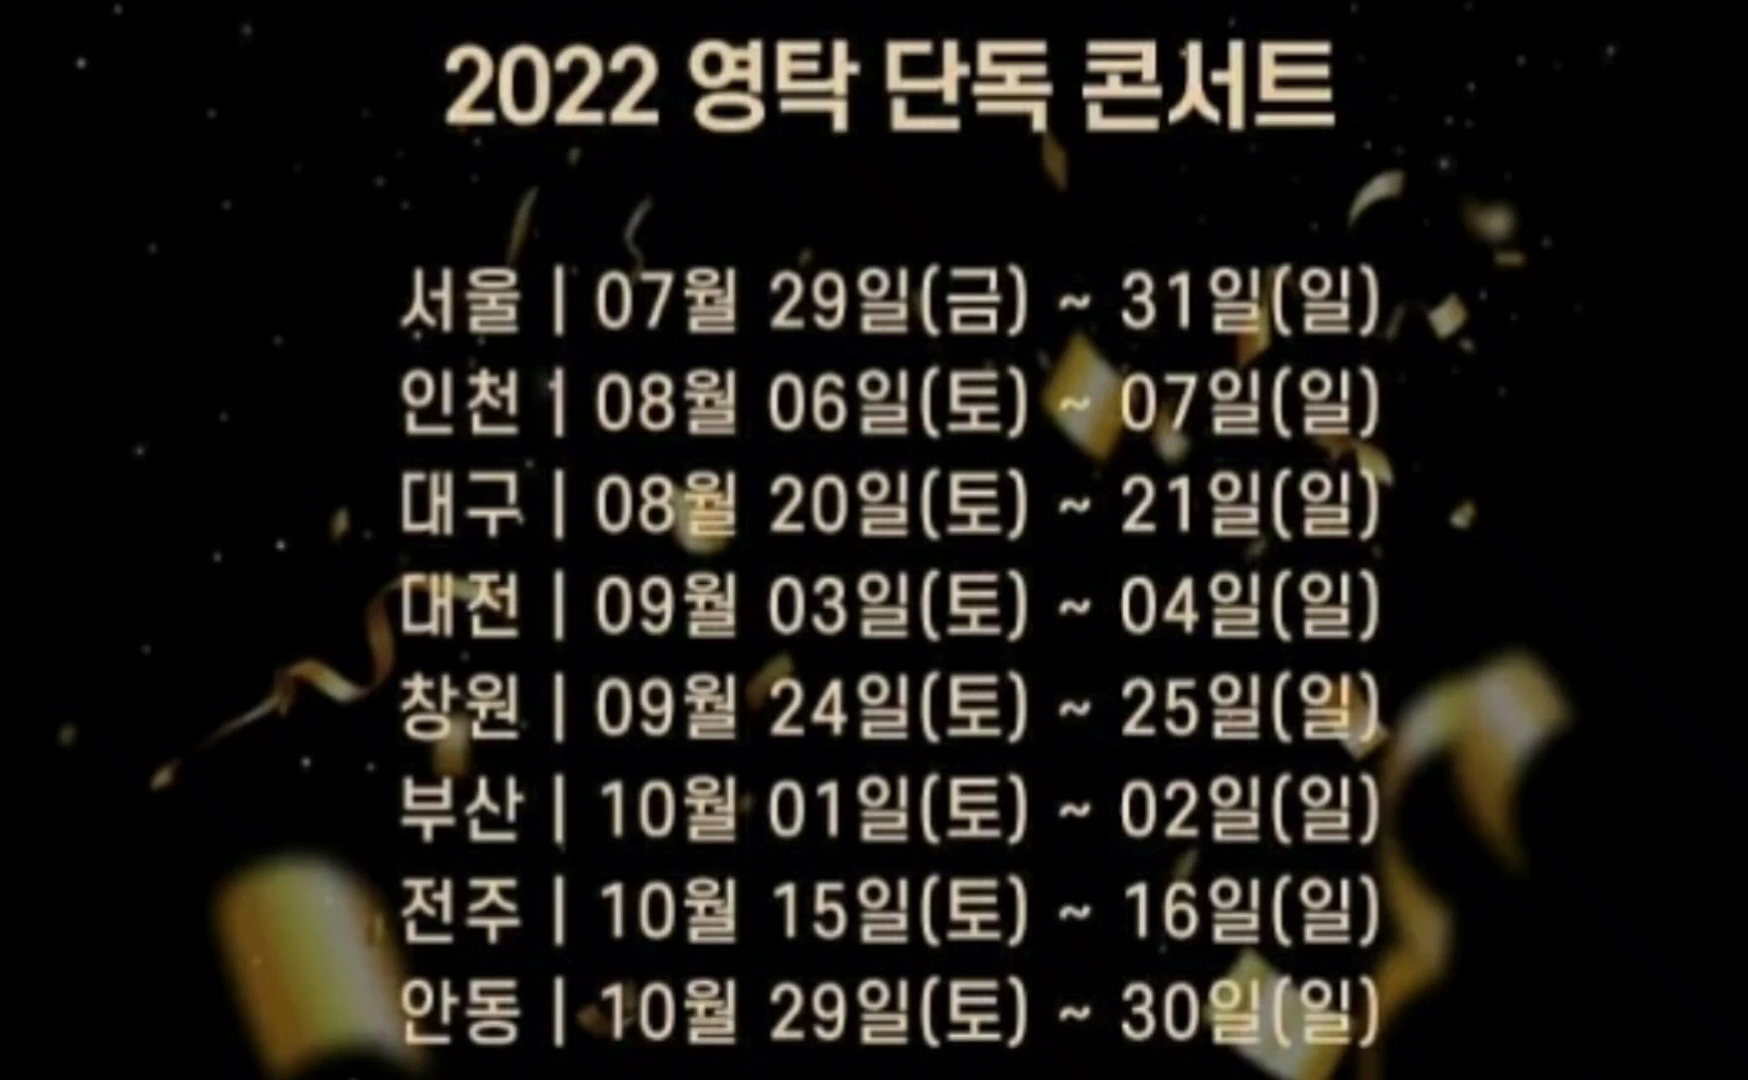 2022 영탁 단독 콘서트
서울 | 07월 29일(금) ~ 31일(일)
인천 | 08월 06일(토) ~ 07일(일)
대구 | 08월 20일(토) ~ 21일(일)
대전 | 09월 03일(토) ~ 04일(일)
창원 | 09월 24일(토) ~ 25일(일)
부산 | 10월 01일(토) ~ 02일(일)
전주 | 10월 15일(토) ~ 16일(일)
안동 | 10월 29일(토) ~ 30일(일)